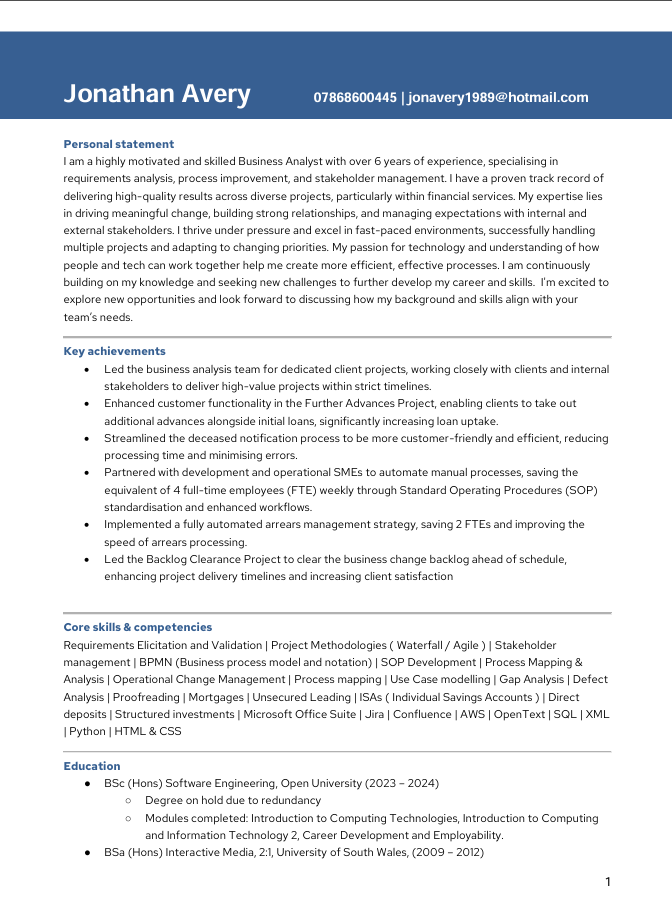 Jonathan Avery 07868600445 | jonavery1989@hotmail.com
Personal statement
I am a highly motivated and skilled Business Analyst with over 6 years of experience, specialising in
requirements analysis, process improvement, and stakeholder management. I have a proven track record of
delivering high-quality results across diverse projects, particularly within financial services. My expertise lies
in driving meaningful change, building strong relationships, and managing expectations with internal and
external stakeholders. I thrive under pressure and excel in fast-paced environments, successfully handling
multiple projects and adapting to changing priorities. My passion for technology and understanding of how
people and tech can work together help me create more efficient, effective processes. I am continuously
building on my knowledge and seeking new challenges to further develop my career and skills.  I'm excited to
explore new opportunities and look forward to discussing how my background and skills align with your
team's needs.
Key achievements
• Led the business analysis team for dedicated client projects, working closely with clients and internal
stakeholders to deliver high-value projects within strict timelines.
• Enhanced customer functionality in the Further Advances Project, enabling clients to take out
additional advances alongside initial loans, significantly increasing loan uptake.
• Streamlined the deceased notification process to be more customer-friendly and efficient, reducing
processing time and minimising errors.
• Partnered with development and operational SMEs to automate manual processes, saving the
equivalent of 4 full-time employees (FTE) weekly through Standard Operating Procedures (SOP)
standardisation and enhanced workflows.
• Implemented a fully automated arrears management strategy, saving 2 FTEs and improving the
speed of arrears processing.
• Led the Backlog Clearance Project to clear the business change backlog ahead of schedule,
enhancing project delivery timelines and increasing client satisfaction
Core skills & competencies
Requirements Elicitation and Validation | Project Methodologies ( Waterfall / Agile ) | Stakeholder
management | BPMN (Business process model and notation) | SOP Development | Process Mapping &
Analysis | Operational Change Management | Process mapping | Use Case modelling | Gap Analysis | Defect
Analysis | Proofreading | Mortgages | Unsecured Leading | ISAs ( Individual Savings Accounts ) | Direct
deposits | Structured investments | Microsoft Office Suite | Jira | Confluence | AWS | OpenText | SQL | XML
| Python | HTML & CSS
Education
• BSc (Hons) Software Engineering, Open University (2023 – 2024)
○ Degree on hold due to redundancy
○ Modules completed: Introduction to Computing Technologies, Introduction to Computing
and Information Technology 2, Career Development and Employability.
• BSa (Hons) Interactive Media, 2:1, University of South Wales, (2009 – 2012)
1